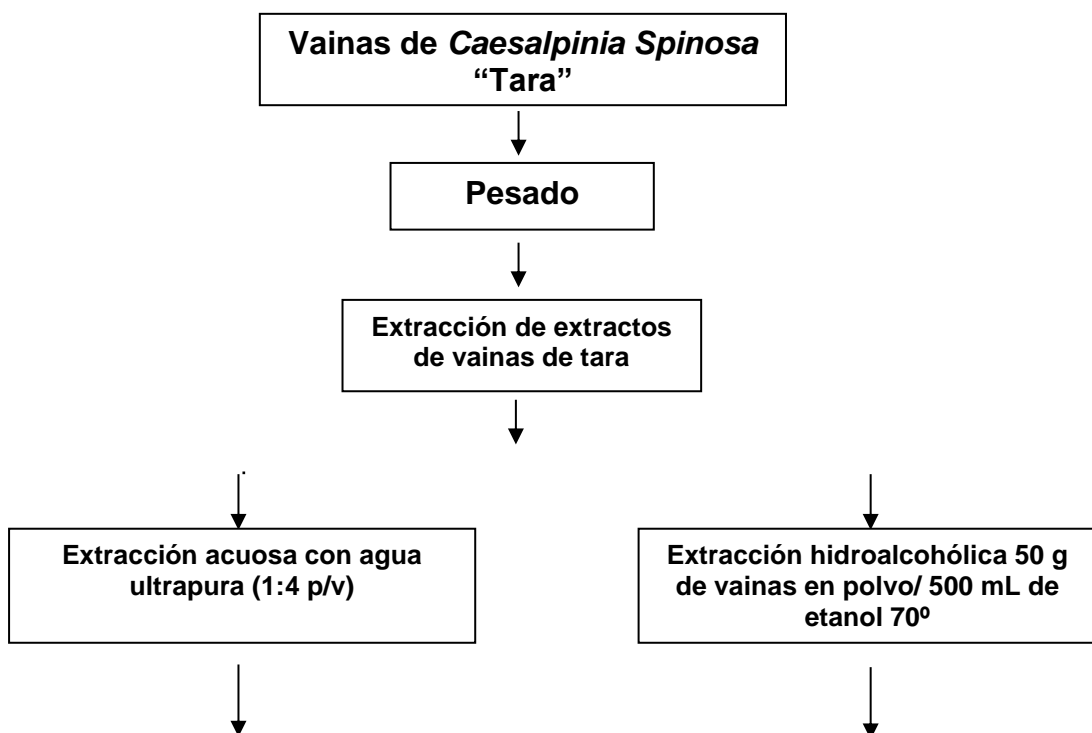 Vainas de Caesalpinia Spinosa
“Tara”
Pesado
Extracción de extractos
de vainas de tara
Extracción acuosa con agua
ultrapura (1:4 p/v)
Extracción hidroalcohólica 50 g
de vainas en polvo/ 500 mL de
etanol 70º